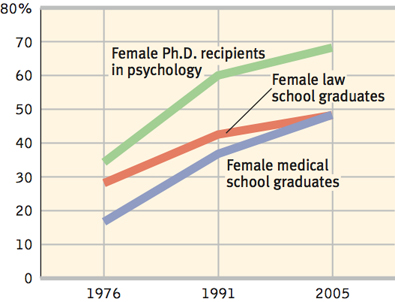 80%
70
60
50
40
30
20
10
0
Female Ph.D. recipients
in psychology
Female law
school graduates
Female medical
school graduates
1976 1991 2005